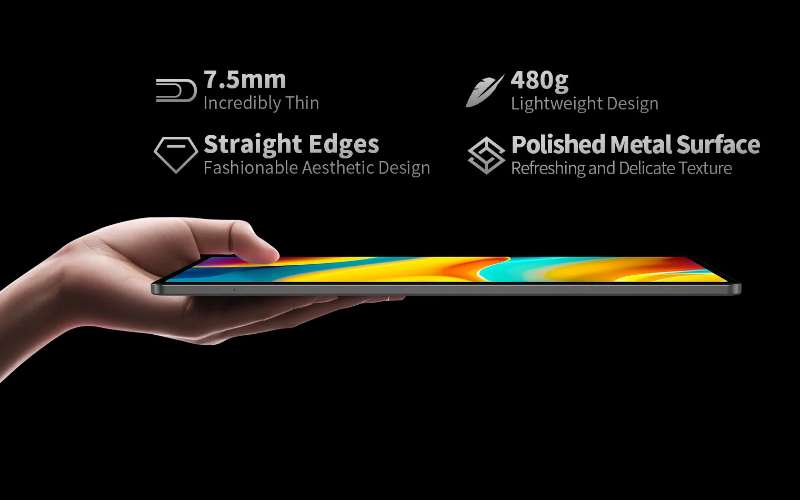 7.5mm
Incredibly Thin
480g
Lightweight Design
Straight Edges
Fashionable Aesthetic Design
Polished Metal Surface
Refreshing and Delicate Texture